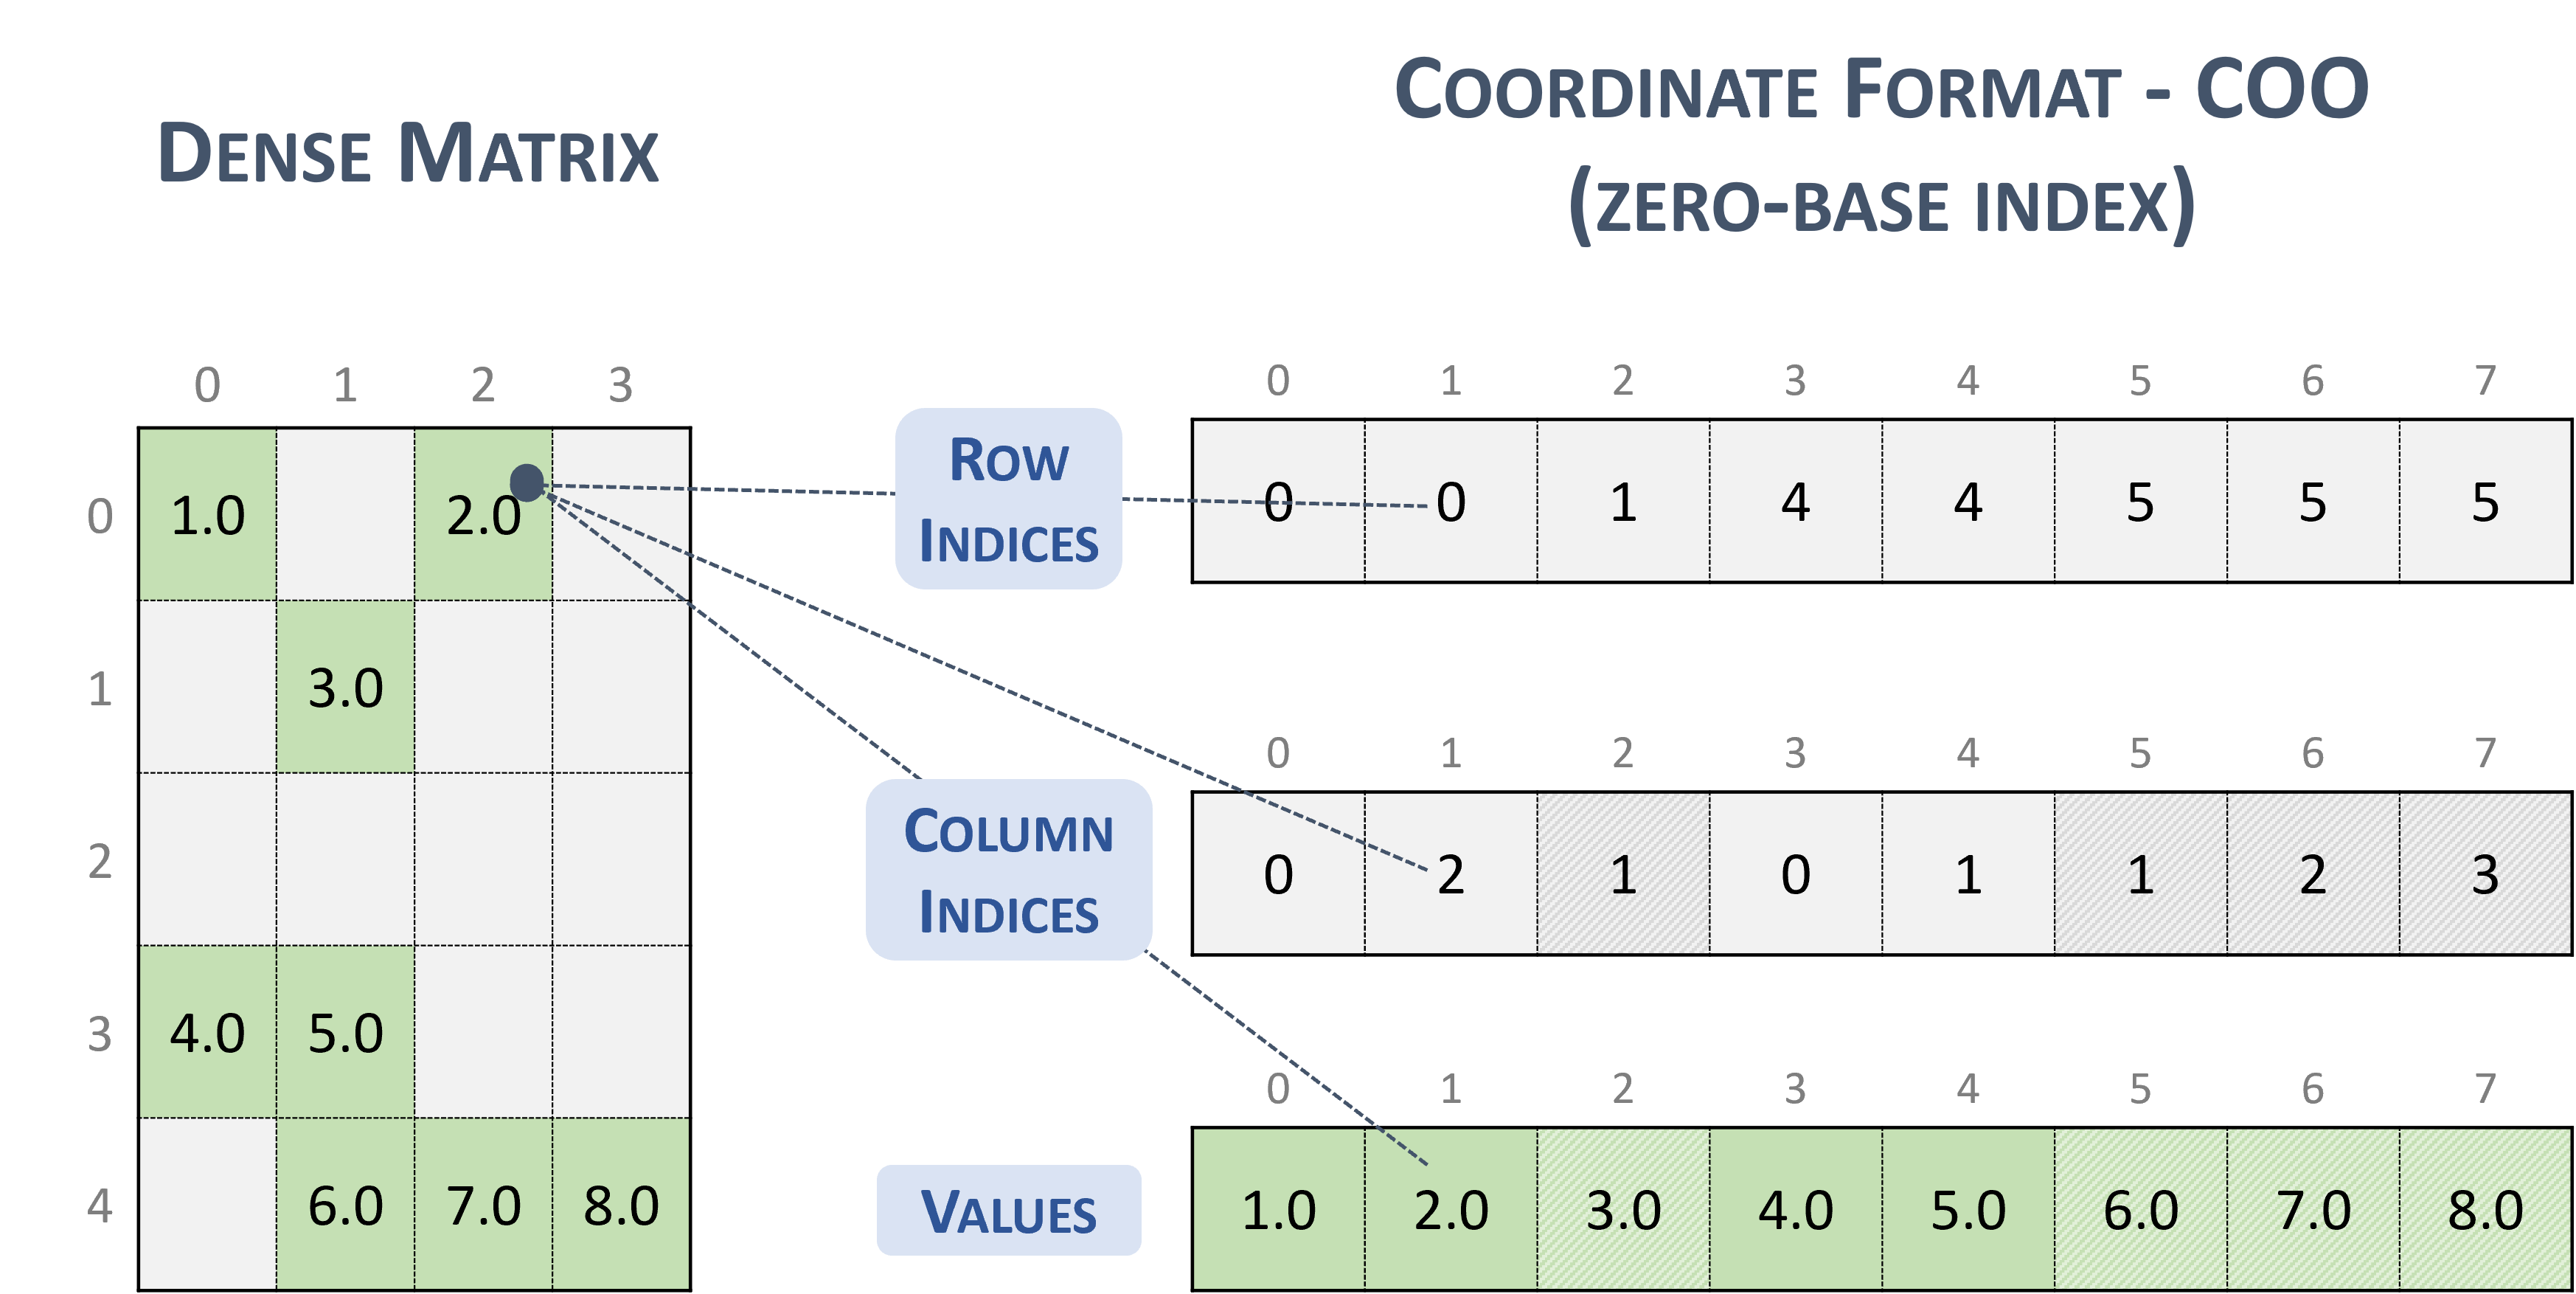 DENSE MATRIX
COORDINATE FORMAT - COO
(ZERO-BASE INDEX)
0 1 2 3
0 1.0 2.0
1 3.0
2
3 4.0 5.0
4 6.0 7.0 8.0
ROW
INDICES
0 1 2 3 4 5 6 7
0 0 1 4 4 5 5 5
COLUMN
INDICES
0 1 2 3 4 5 6 7
0 2 1 0 1 1 2 3
VALUES
0 1 2 3 4 5 6 7
1.0 2.0 3.0 4.0 5.0 6.0 7.0 8.0